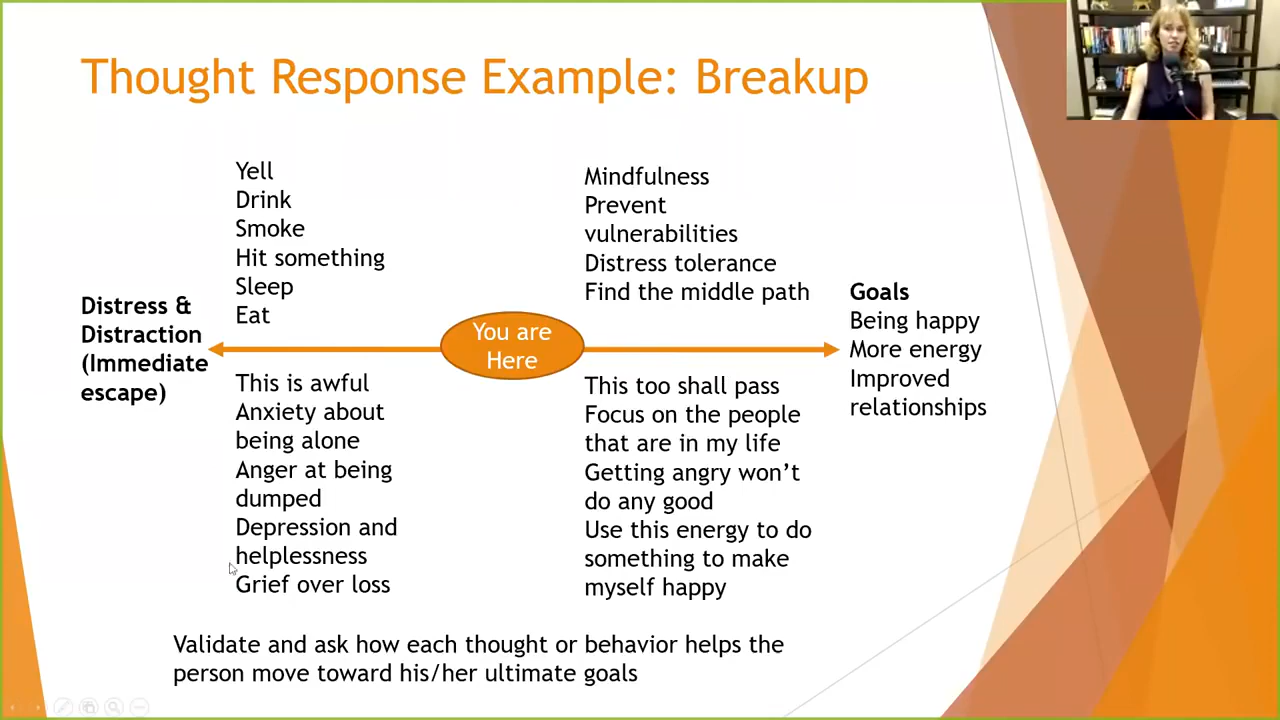 Thought Response Example: Breakup
Yell
Drink
Smoke
Hit something
Sleep
Eat
Mindfulness
Prevent
vulnerabilities
Distress tolerance
Find the middle path
Distress &
Distraction
(Immediate
escape)
You are
Here
Goals
Being happy
More energy
Improved
relationships
This is awful
Anxiety about
being alone
Anger at being
dumped
Depression and
helplessness
Grief over loss
This too shall pass
Focus on the people
that are in my life
Getting angry won’t
do any good
Use this energy to do
something to make
myself happy
Validate and ask how each thought or behavior helps the
person move toward his/her ultimate goals